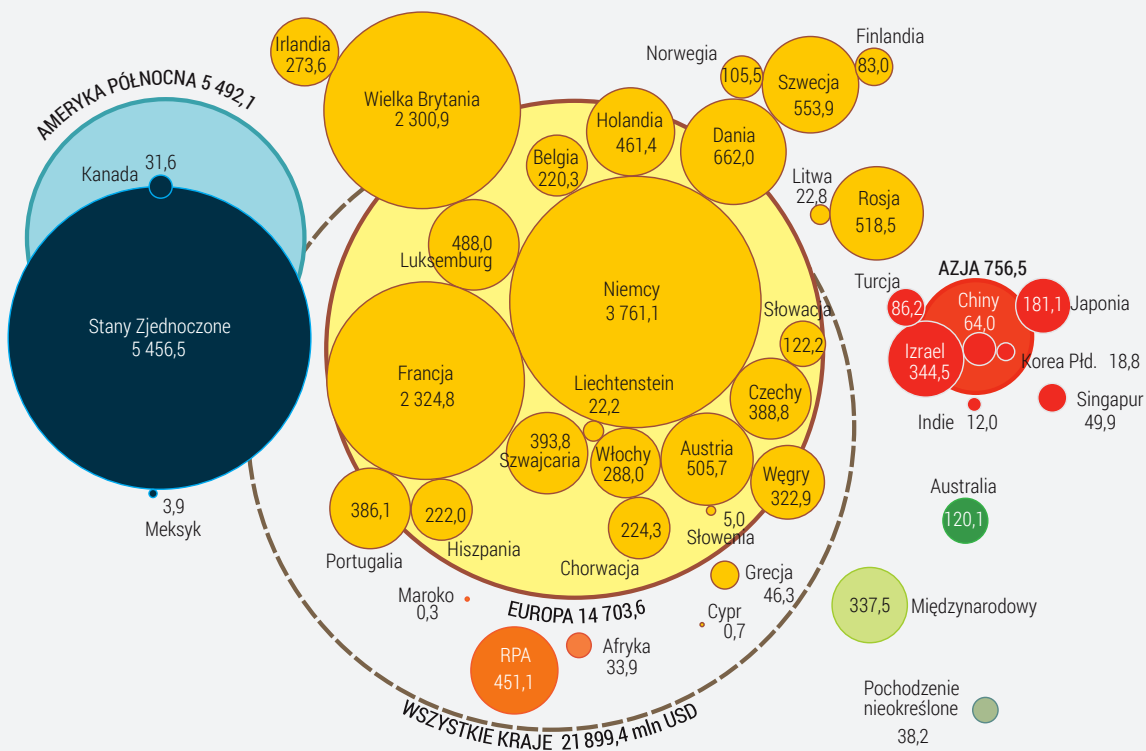 AMERYKA PÓŁNOCNA 5 492,1
31,6
Kanada
Stany Zjednoczone
5 456,5
3,9
Meksyk
Irlandia
273,6
Wielka Brytania
2 300,9
Holandia
461,4
Belgia
220,3
Norwegia
105,5
Szwecja
553,9
Finlandia
83,0
Dania
662,0
Litwa
22,8
Rosja
518,5
488,0
Luksemburg
Niemcy
3 761,1
Słowacja
122,2
Francja
2 324,8
Liechtenstein
22,2
Czechy
388,8
393,8
Szwajcaria
Włochy
288,0
Austria
505,7
Węgry
322,9
386,1
Portugalia
222,0
Hiszpania
224,3
Chorwacja
5,0
Słowenia
Grecja
46,3
Cypr
0,7
EUROPA 14 703,6
Maroko
0,3
RPA
451,1
Afryka
33,9
WSZYSTKIE KRAJE 21 899,4 mln USD
AZJA 756,5
Turcja
86,2
Chiny
64,0
181,1 Japonia
Izrael
344,5
Korea Płd. 18,8
Indie 12,0
Singapur
49,9
Australia
120,1
337,5 Międzynarodowy
Pochodzenie
nieokreślone
38,2